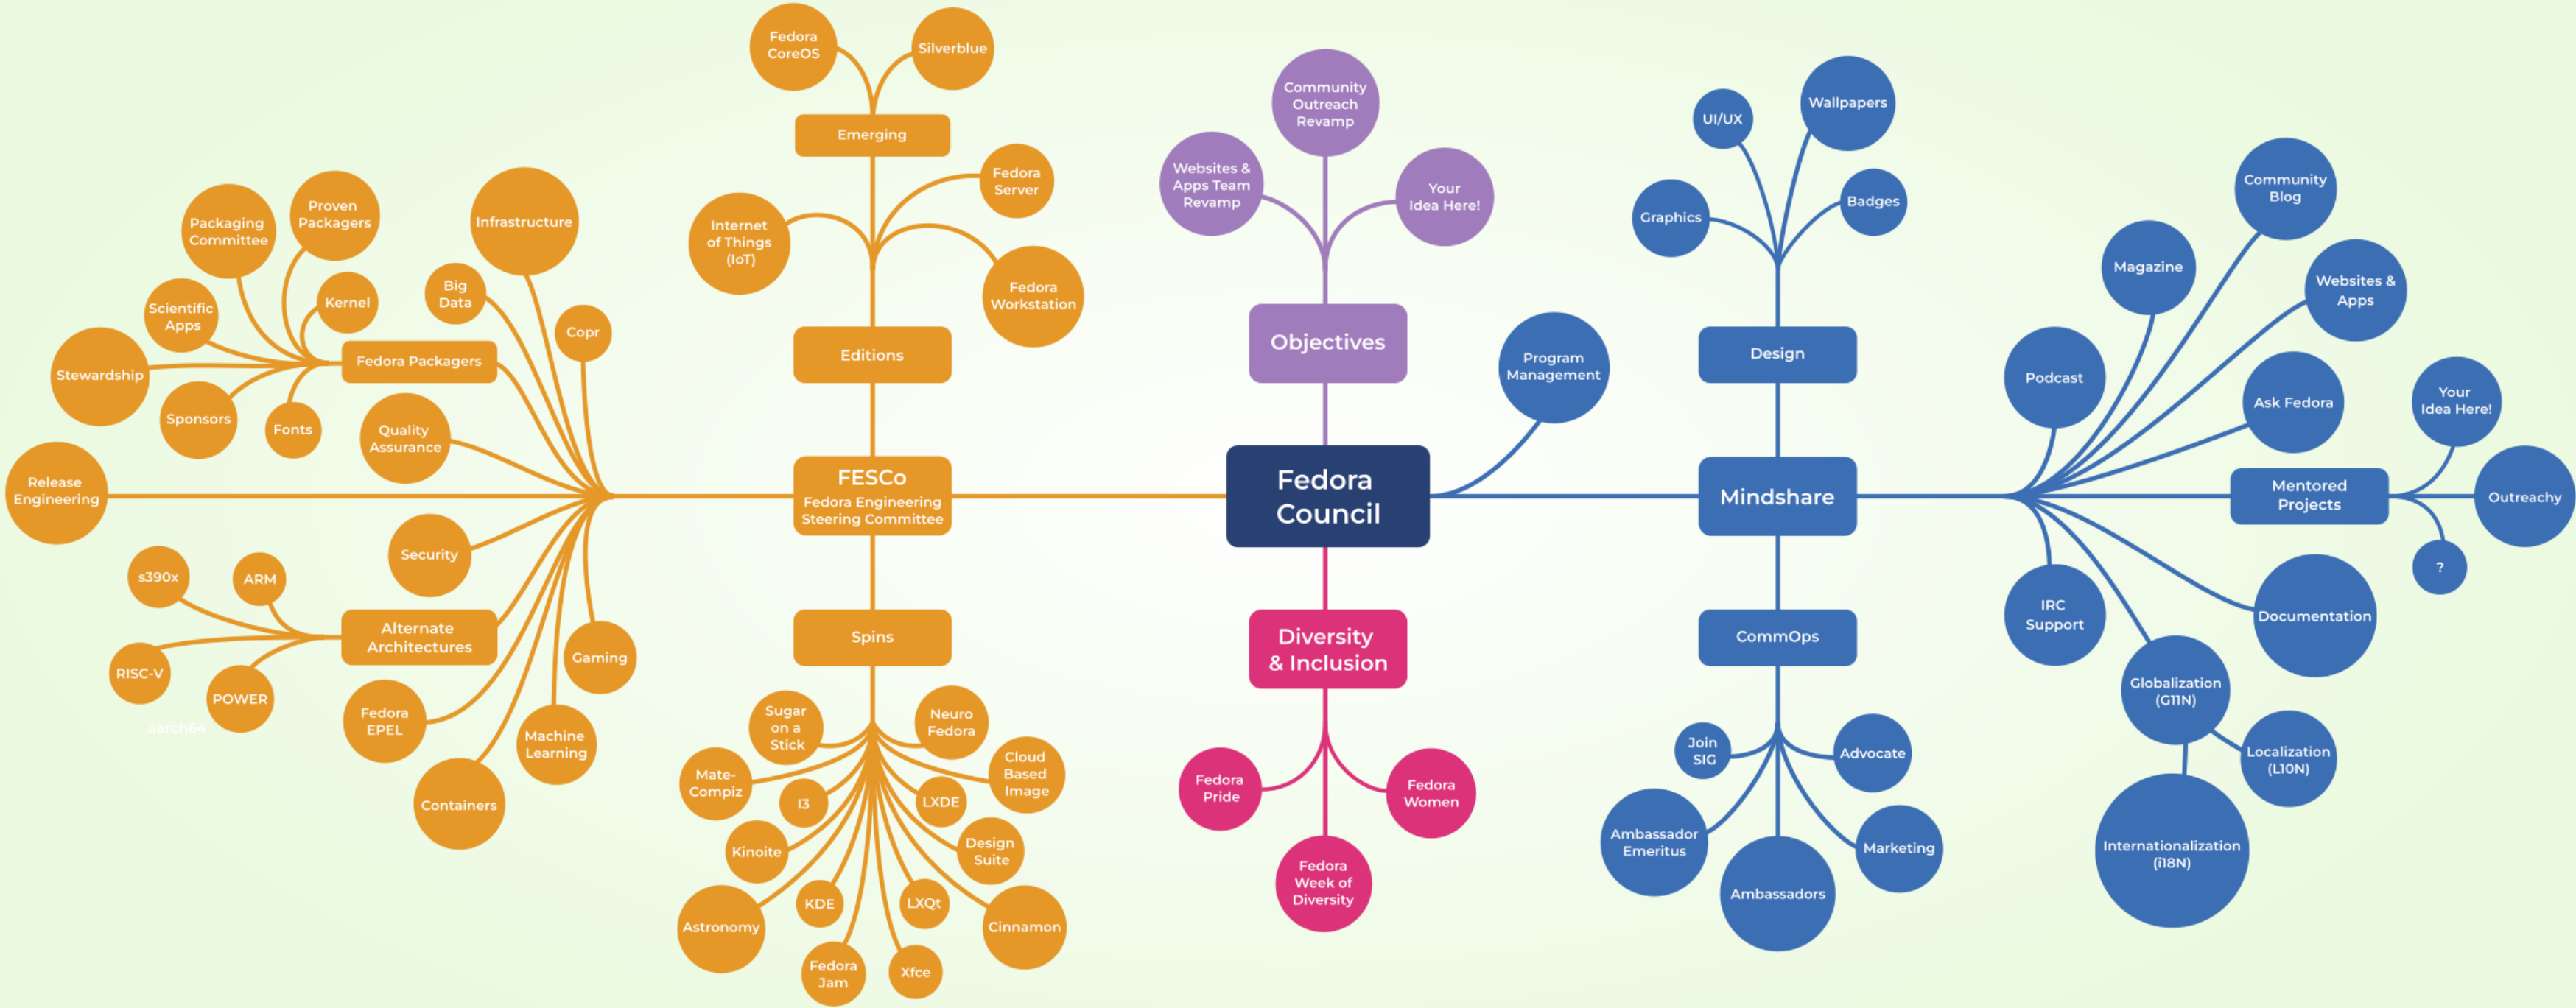 Fedora
CoreOS
Silverblue
Emerging
Fedora
Server
Internet
of Things
(IoT)
Fedora
Workstation
Editions
Packaging
Committee
Proven
Packagers
Infrastructure
Scientific
Apps
Kernel
Big
Data
Copr
Stewardship
Fedora Packagers
Sponsors
Fonts
Quality
Assurance
Release
Engineering
FESCo
Fedora Engineering
Steering Committee
Security
s390x
ARM
Alternate
Architectures
RISC-V
POWER
aarch64
Fedora
EPEL
Gaming
Machine
Learning
Containers
Spins
Sugar
on a
Stick
Neuro
Fedora
Mate-
Compiz
I3
LXDE
Cloud
Based
Image
Kinoite
Design
Suite
Astronomy
KDE
LXQt
Cinnamon
Fedora
Jam
Xfce
Community
Outreach
Revamp
Websites &
Apps Team
Revamp
Your
Idea Here!
Objectives
Program
Management
Fedora
Council
Diversity
& Inclusion
Fedora
Pride
Fedora
Women
Fedora
Week of
Diversity
UI/UX
Wallpapers
Graphics
Badges
Design
Mindshare
CommOps
Join
SIG
Advocate
Ambassador
Emeritus
Marketing
Ambassadors
Community
Blog
Magazine
Websites &
Apps
Podcast
Ask Fedora
Your
Idea Here!
Mentored
Projects
Outreachy
?
IRC
Support
Documentation
Globalization
(G11N)
Localization
(L10N)
Internationalization
(i18N)